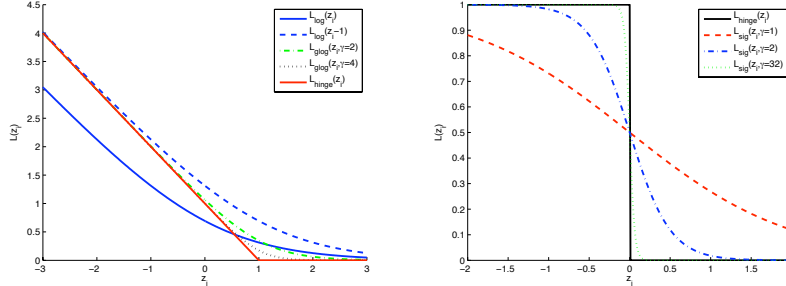 4.5
4
3.5
3
2.5
2
1.5
1
0.5
0
-3
-2
-1
0
1
2
3
L(z_i)
z_i
L_log(z_i)
L_log(z_i-1)
L_glog(z_i,γ=2)
L_glog(z_i,γ=4)
L_hinge(z_i)
1
0.9
0.8
0.7
0.6
0.5
0.4
0.3
0.2
0.1
0
-2
-1.5
-1
-0.5
0
0.5
1
1.5
L(z_i)
z_i
L_hinge(z_i)
L_sig(z_i,γ=1)
L_sig(z_i,γ=2)
L_sig(z_i,γ=32)